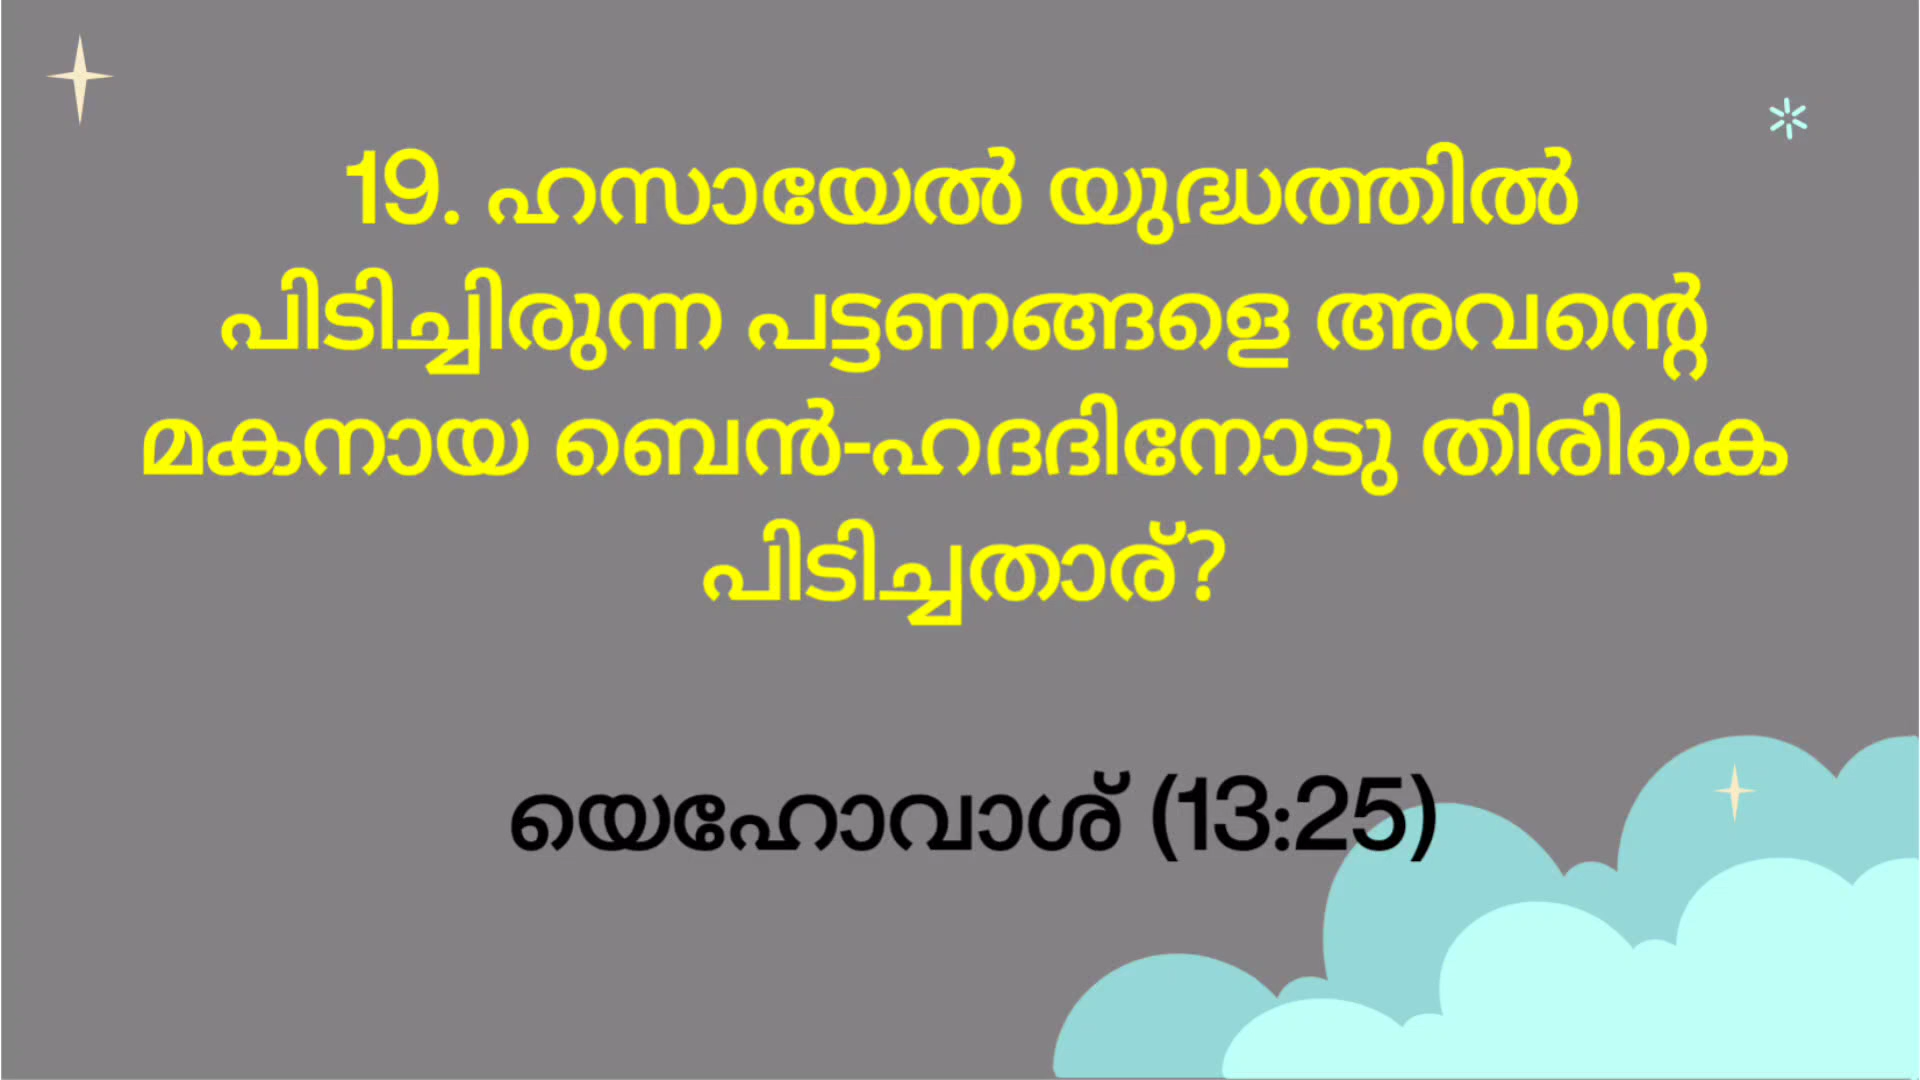 19. ഹസായേൽ യുദ്ധത്തിൽ
പിടിച്ചിരുന്ന പട്ടണങ്ങളെ അവന്റെ
മകനായ ബെൻ-ഹദദിനോടു തിരികെ
പിടിച്ചതാര്?
യെഹോവാശ് (13:25)